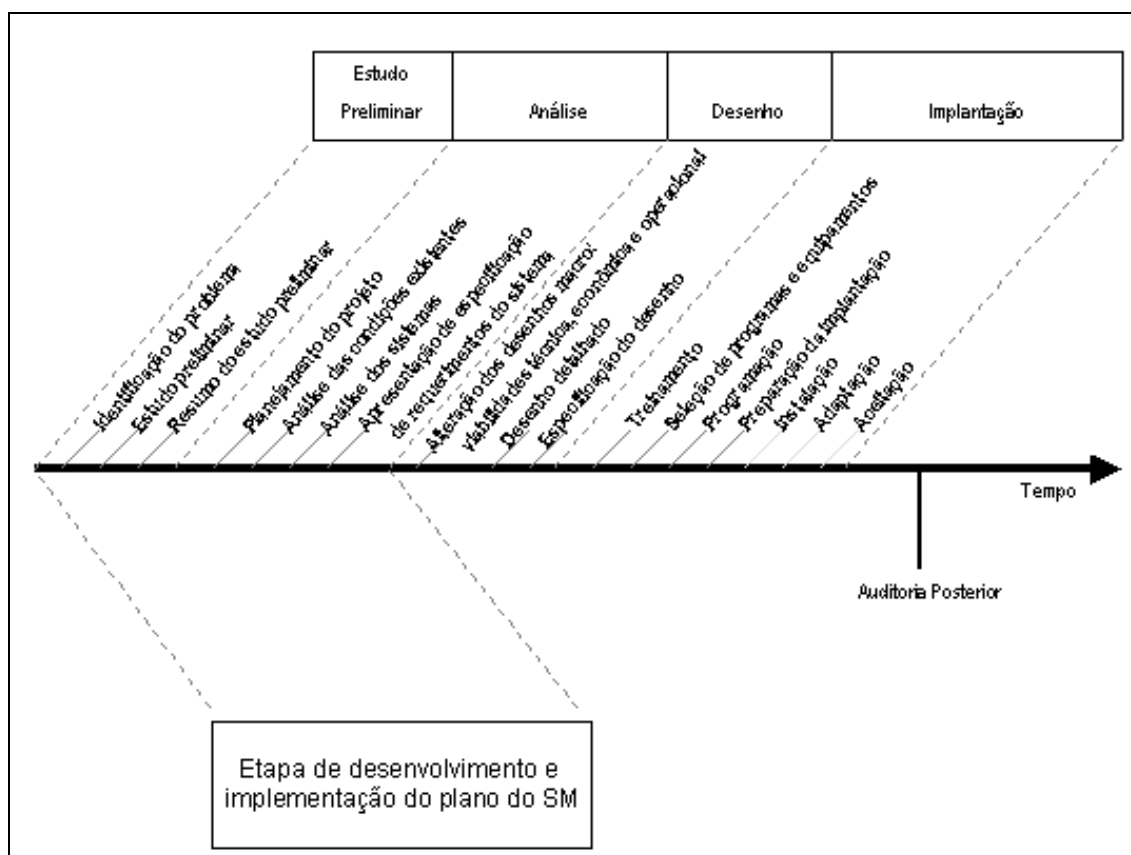 Estudo
Preliminar
Análise
Desenho
Implantação
Identificação do problema
Estudo preliminar
Resumo do estudo preliminar
Planejamento do projeto
Análise das condições existentes
Análise dos sistemas
Apresentação de especificação
de requerimentos do sistema
Alteração dos desenhos macro:
viabilidades técnica, econômica e operacional
Desenho detalhado
Especificação do desenho
Treinamento
Seleção de programas e equipamentos
Programação
Preparação da implantação
Instalação
Adaptação
Aceitação
Tempo
Auditoria Posterior
Etapa de desenvolvimento e
implementação do plano do SM